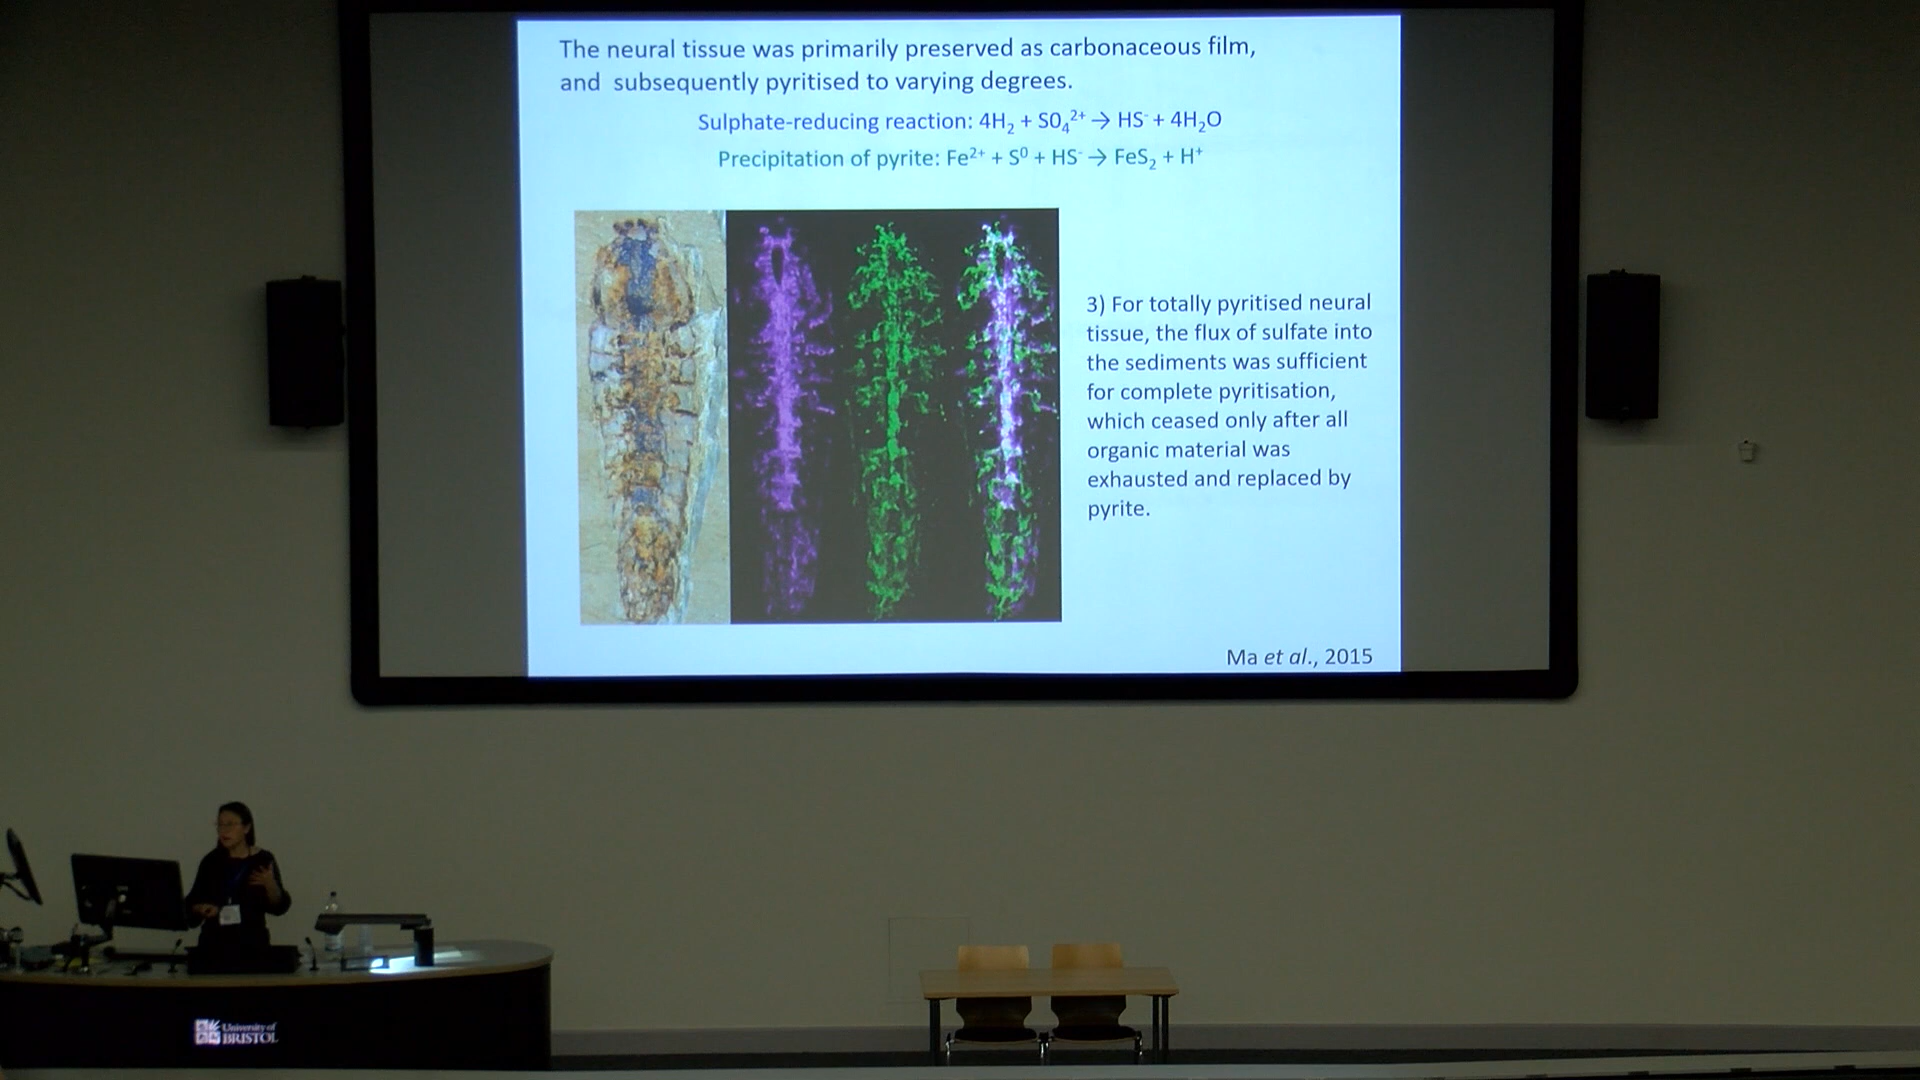 The neural tissue was primarily preserved as carbonaceous film,
and subsequently pyritised to varying degrees.
Sulphate-reducing reaction: 4H₂ + SO₄²⁺ → HS⁻ + 4H₂O
Precipitation of pyrite: Fe²⁺ + S⁰ + HS⁻ → FeS₂ + H⁺
3) For totally pyritised neural
tissue, the flux of sulfate into
the sediments was sufficient
for complete pyritisation,
which ceased only after all
organic material was
exhausted and replaced by
pyrite.
Ma et al., 2015
University of
BRISTOL